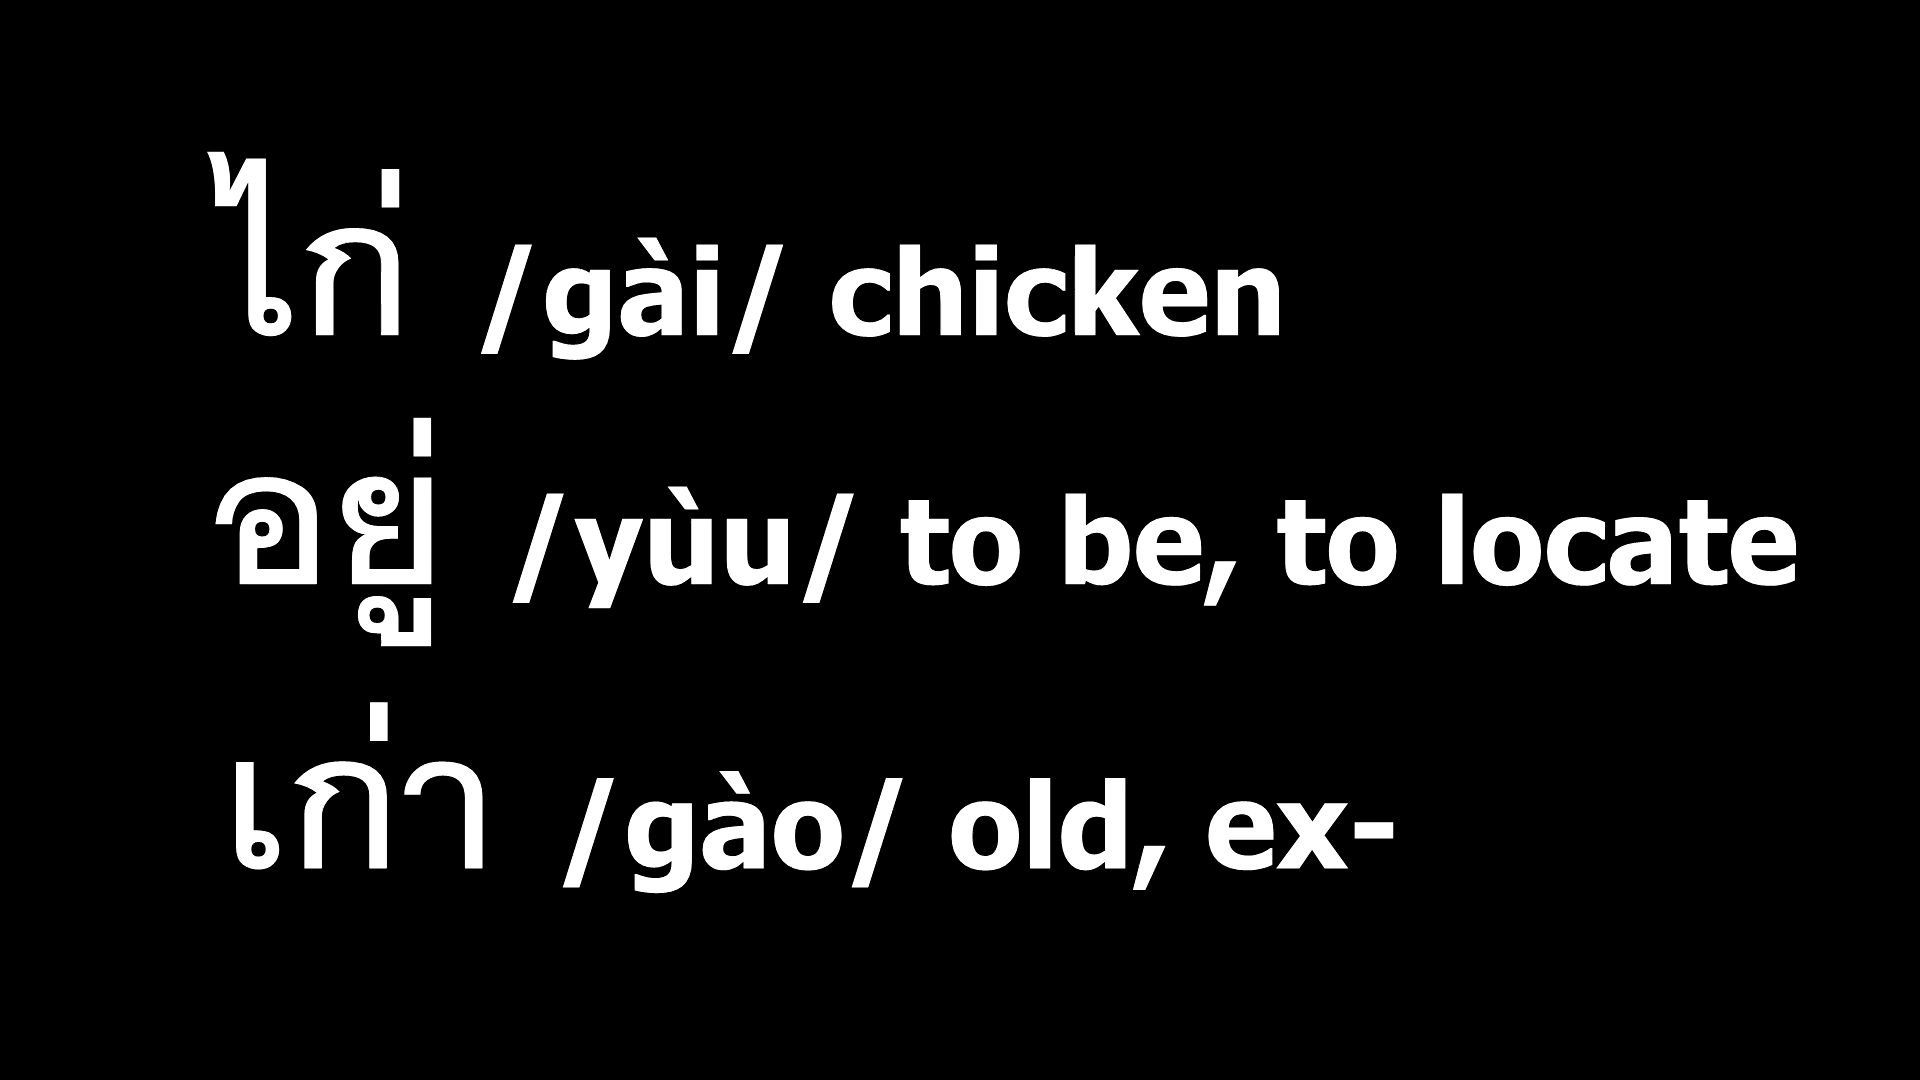 ไก่ /gài/ chicken
อยู่ /yùu/ to be, to locate
เก่า /gào/ old, ex-